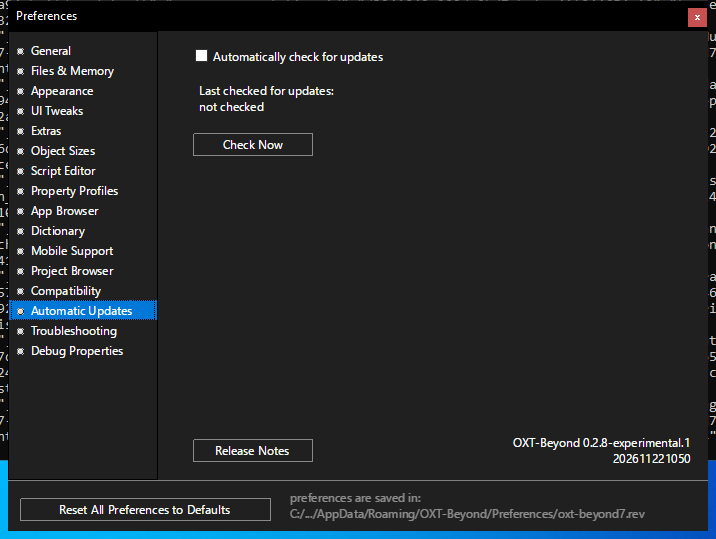 Preferences
x
General
Files & Memory
Appearance
UI Tweaks
Extras
Object Sizes
Script Editor
Property Profiles
App Browser
Dictionary
Mobile Support
Project Browser
Compatibility
Automatic Updates
Troubleshooting
Debug Properties
Automatically check for updates
Last checked for updates:
not checked
Check Now
Release Notes
OXT-Beyond 0.2.8-experimental.1
202611221050
Reset All Preferences to Defaults
preferences are saved in:
C:/.../AppData/Roaming/OXT-Beyond/Preferences/oxt-beyond7.rev